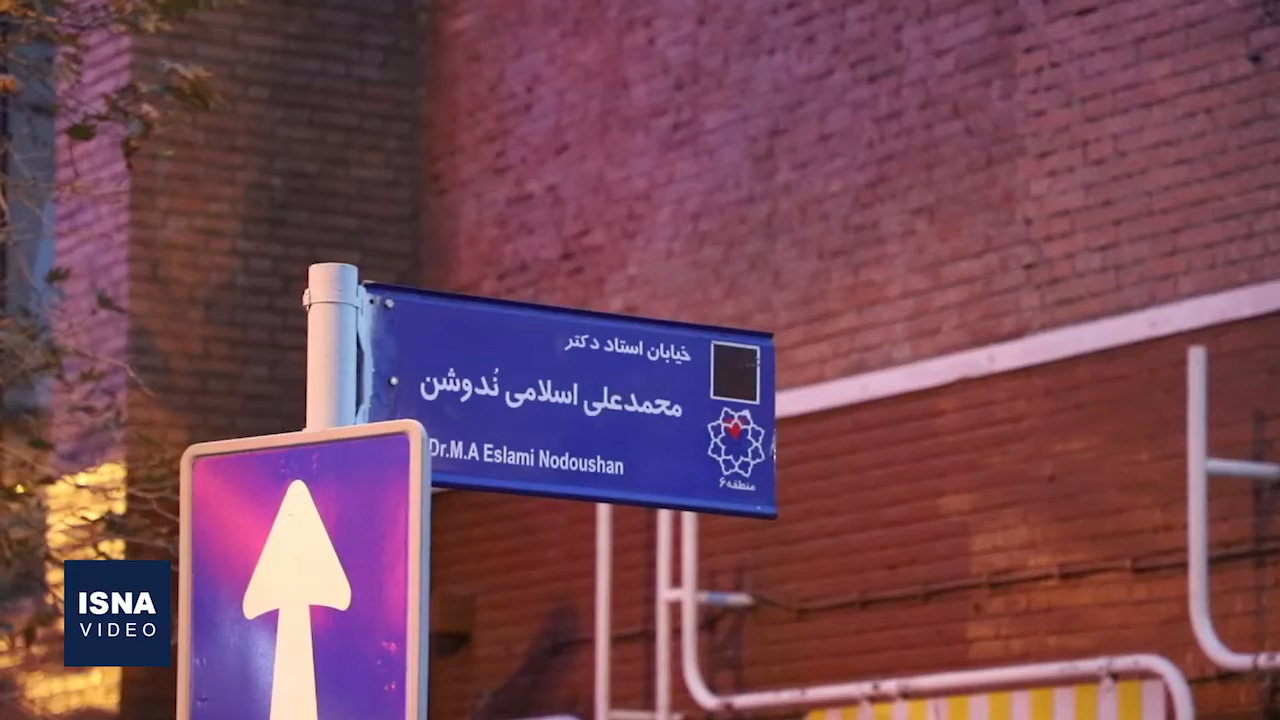 خیابان استاد دکتر
محمدعلی اسلامی نُدوشن
Dr.M.A Eslami Nodoushan
منطقه ۶
ISNA
VIDEO